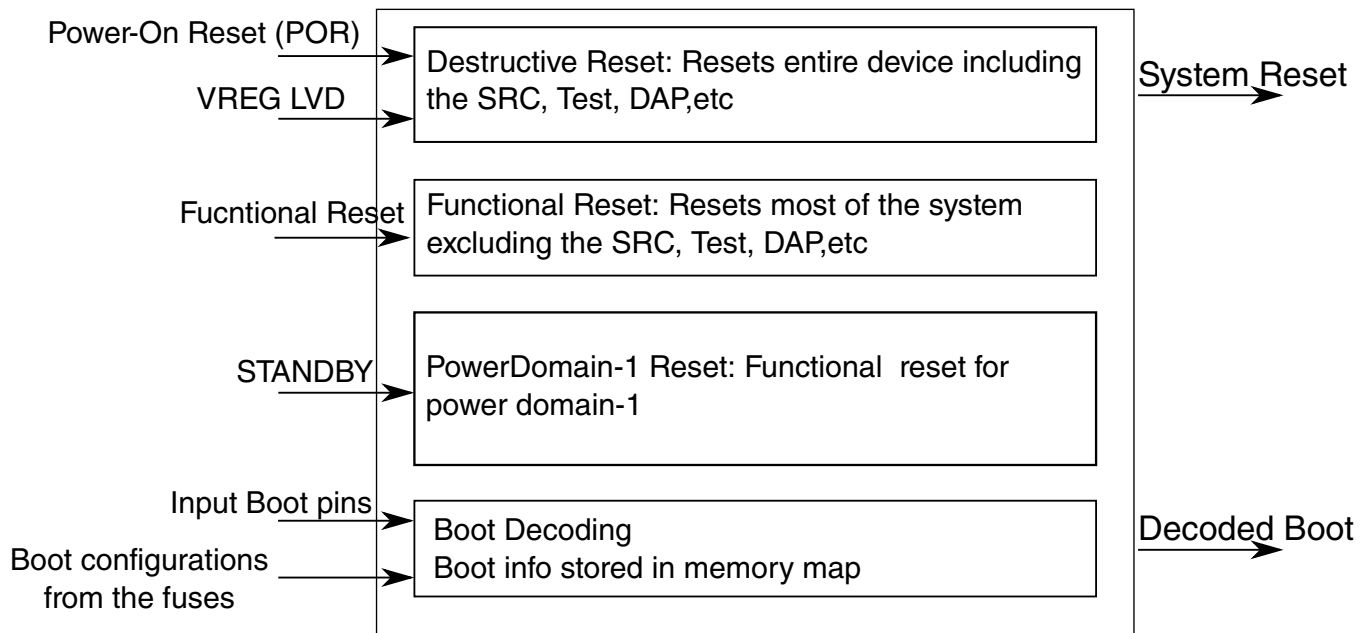 Power-On Reset (POR)
VREG LVD
Destructive Reset: Resets entire device including
the SRC, Test, DAP,etc
System Reset
Fucntional Reset
Functional Reset: Resets most of the system
excluding the SRC, Test, DAP,etc
STANDBY
PowerDomain-1 Reset: Functional reset for
power domain-1
Input Boot pins
Boot configurations
from the fuses
Boot Decoding
Boot info stored in memory map
Decoded Boot